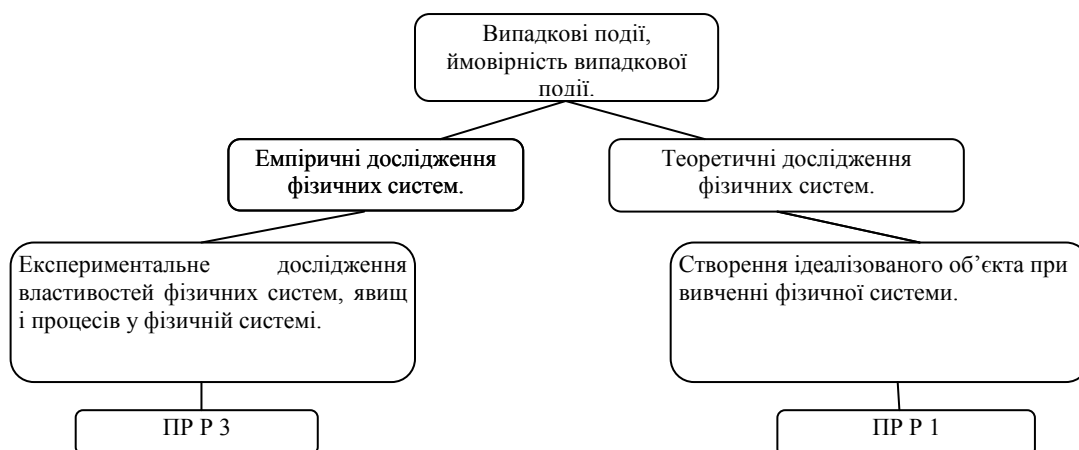 Випадкові події,
ймовірність випадкової
події.
Емпіричні дослідження
фізичних систем.
Теоретичні дослідження
фізичних систем.
Експериментальне дослідження
властивостей фізичних систем, явищ
і процесів у фізичній системі.
Створення ідеалізованого об’єкта при
вивченні фізичної системи.
ПР Р 3
ПР Р 1